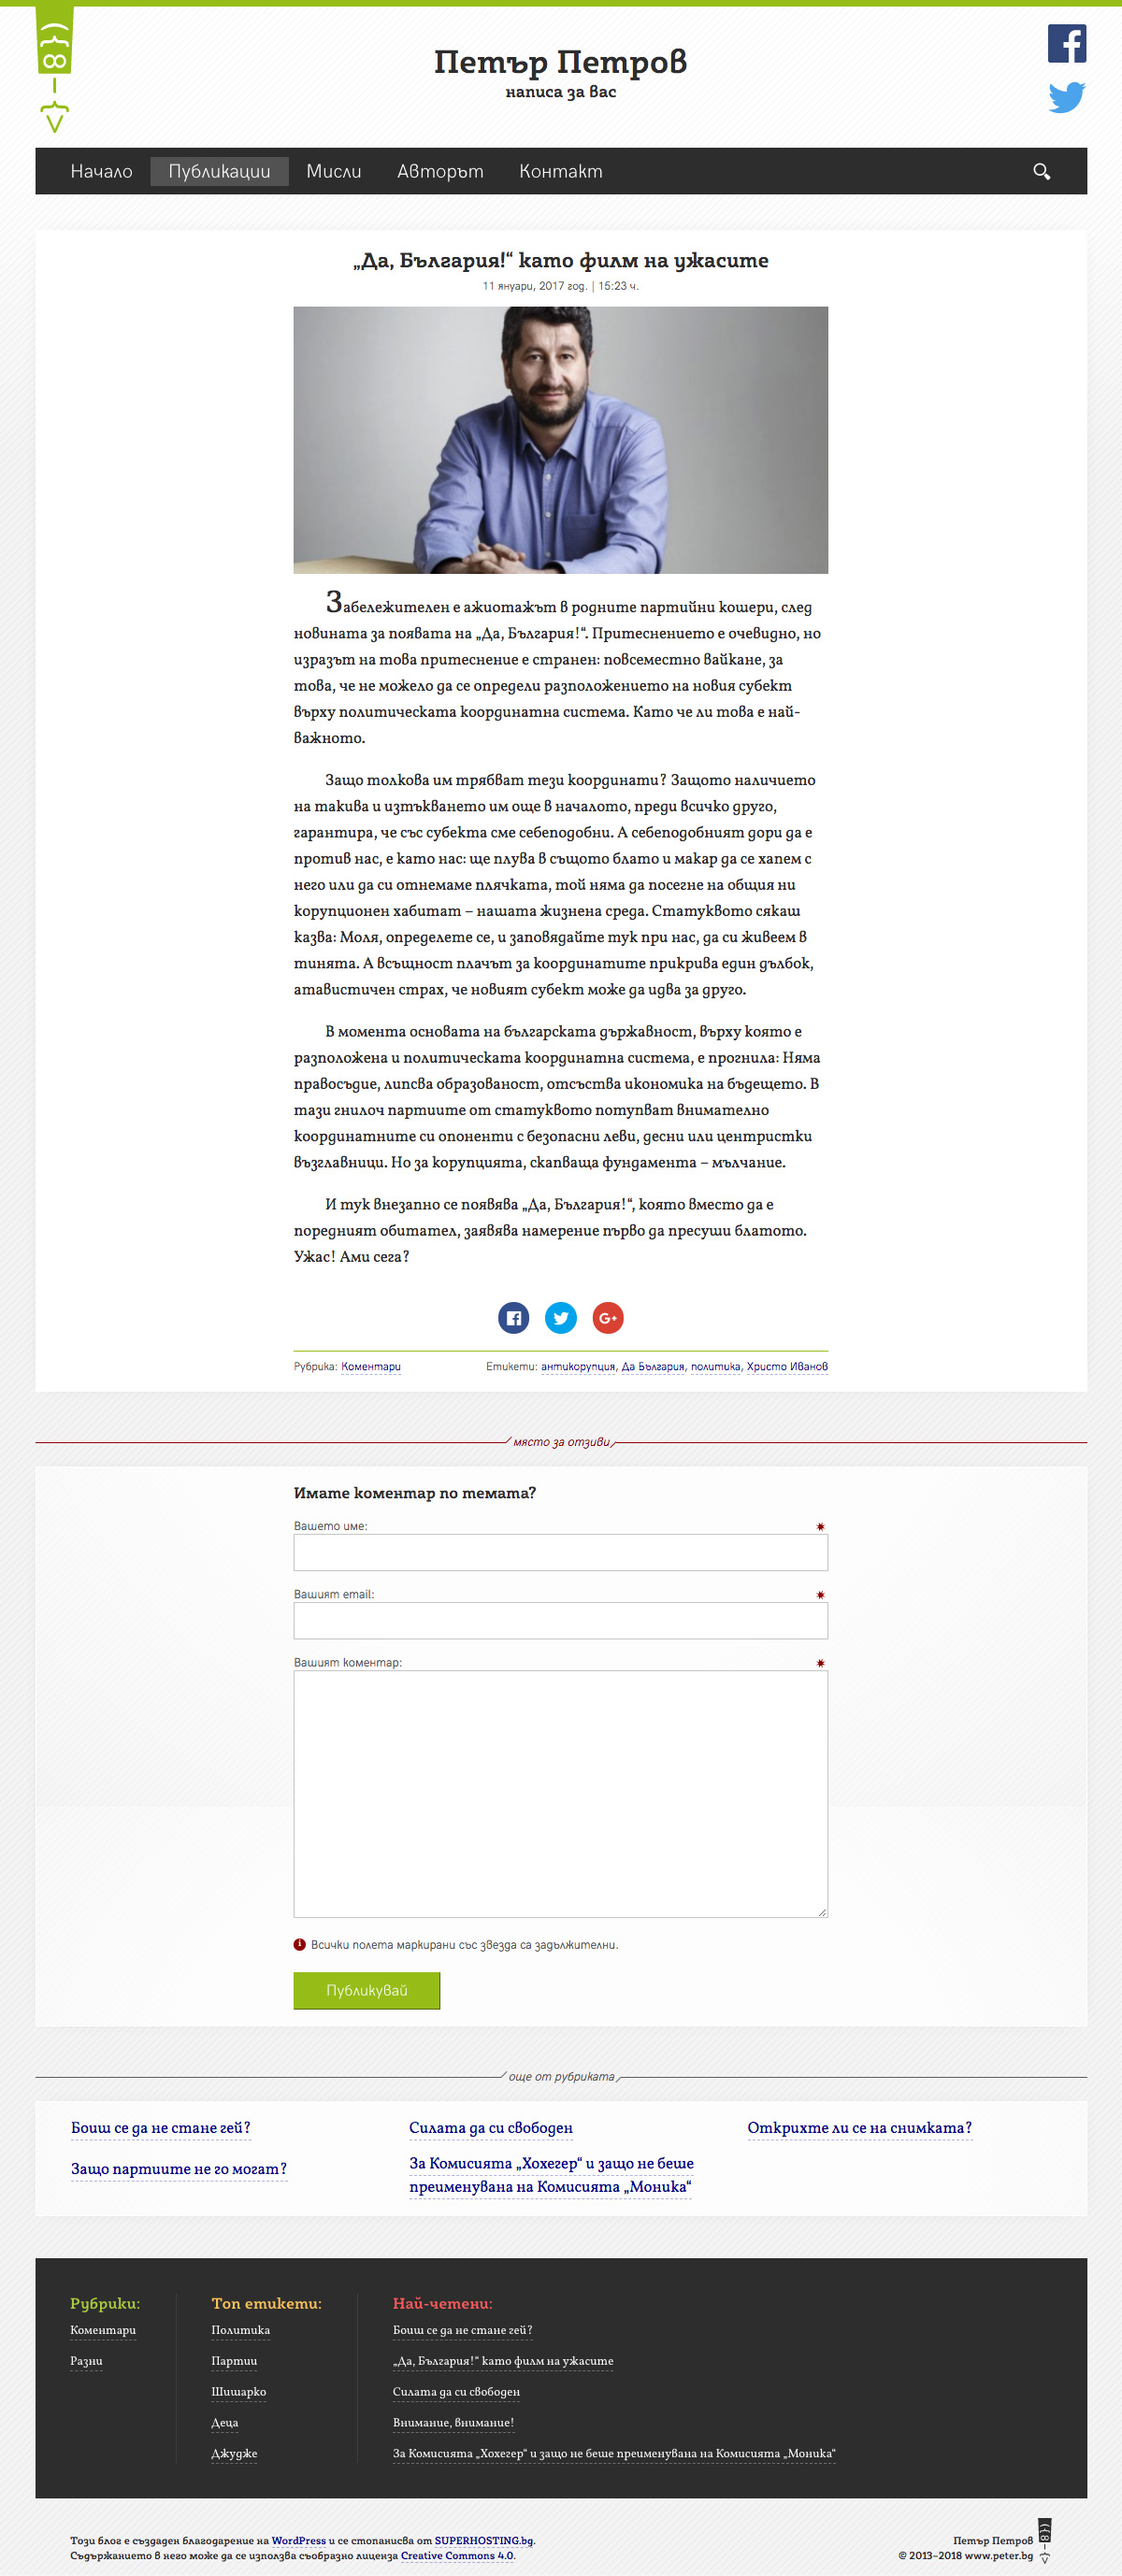 Петър Петров
написа за вас
Начало Публикации Мисли Авторът Контакт
„Да, България!“ като филм на ужасите
11 януари, 2017 год. | 15:23 ч.
Забележителен е ажиотажът в родните партийни кошери, след
новината за появата на „Да, България!“. Притеснението е очевидно, но
изразът на това притеснение е странен: повсеместно вайкане, за
това, че не можело да се определи разположението на новия субект
върху политическата координатна система. Като че ли това е най-
важното.
Защо толкова им трябват тези координати? Защото наличието
на такива и изтъкването им още в началото, преди всичко друго,
гарантира, че със субекта сме себеподобни. А себеподобният дори да е
против нас, е като нас: ще плува в същото блато и макар да се хапем с
него или да си отнемаме плячката, той няма да посегне на общия ни
корупционен хабитат – нашата жизнена среда. Статуквото сякаш
казва: Моля, определете се, и заповядайте тук при нас, да си живеем в
тинята. А всъщност плачът за координатите прикрива един дълбок,
атавистичен страх, че новият субект може да идва за друго.
В момента основата на българската държавност, върху която е
разположена и политическата координатна система, е прогнила: Няма
правосъдие, липсва образованост, отсъства икономика на бъдещето. В
тази гнилоч партиите от статуквото потупват внимателно
координатните си опоненти с безопасни леви, десни или центристки
възглавници. Но за корупцията, скапваща фундамента – мълчание.
И тук внезапно се появява „Да, България!“, която вместо да е
поредният обитател, заявява намерение първо да пресуши блатото.
Ужас! Ами сега?
Рубрика: Коментари Етикети: антикорупция, Да България, политика, Христо Иванов
място за отзиви
Имате коментар по темата?
Вашето име:
Вашият email:
Вашият коментар:
Всички полета маркирани със звезда са задължителни.
Публикувай
още от рубриката
Боиш се да не стане гей? Силата да си свободен Открихте ли се на снимката?
Защо партиите не го могат? За Комисията „Хохегер“ и защо не беше
преименувана на Комисията „Моника“
Рубрики: Топ етикети: Най-четени:
Коментари Политика Боиш се да не стане гей?
Разни Партии „Да, България!“ като филм на ужасите
Шишарко Силата да си свободен
Деца Внимание, внимание!
Джудже За Комисията „Хохегер“ и защо не беше преименувана на Комисията „Моника“
Този блог е създаден благодарение на WordPress и се стопанисва от SUPERHOSTING.bg. Петър Петров
Съдържанието в него може да се използва съобразно лиценза Creative Commons 4.0. © 2013–2018 www.peter.bg